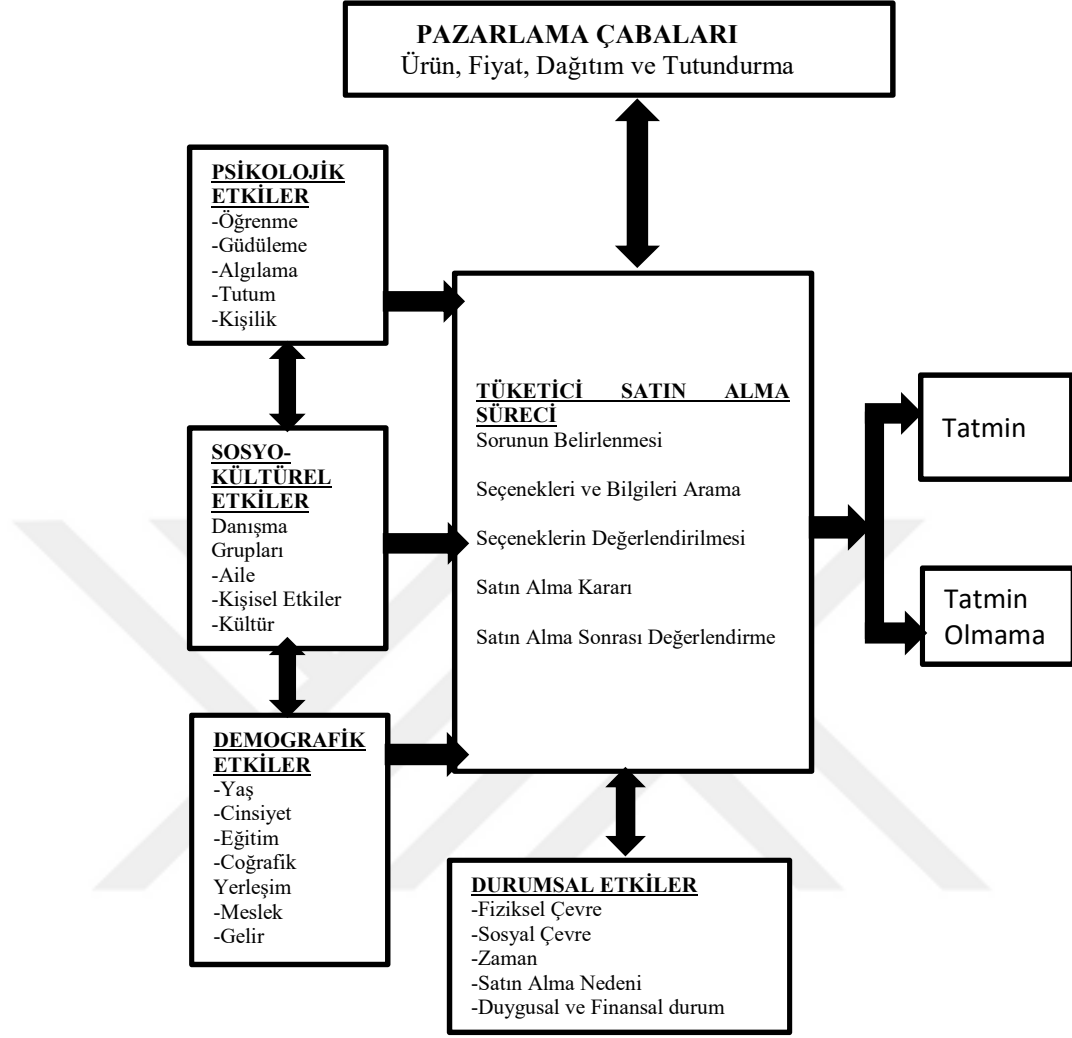 PAZARLAMA ÇABALARI
Ürün, Fiyat, Dağıtım ve Tutundurma
PSİKOLOJİK
ETKİLER
-Öğrenme
-Güdüleme
-Algılama
-Tutum
-Kişilik
SOSYO-
KÜLTÜREL
ETKİLER
Danışma
Grupları
-Aile
-Kişisel Etkiler
-Kültür
DEMOGRAFİK
ETKİLER
-Yaş
-Cinsiyet
-Eğitim
-Coğrafik
Yerleşim
-Meslek
-Gelir
TÜKETİCİ SATIN ALMA
SÜRECİ
Sorunun Belirlenmesi
Seçenekleri ve Bilgileri Arama
Seçeneklerin Değerlendirilmesi
Satın Alma Kararı
Satın Alma Sonrası Değerlendirme
Tatmin
Tatmin
Olmama
DURUMSAL ETKİLER
-Fiziksel Çevre
-Sosyal Çevre
-Zaman
-Satın Alma Nedeni
-Duygusal ve Finansal durum